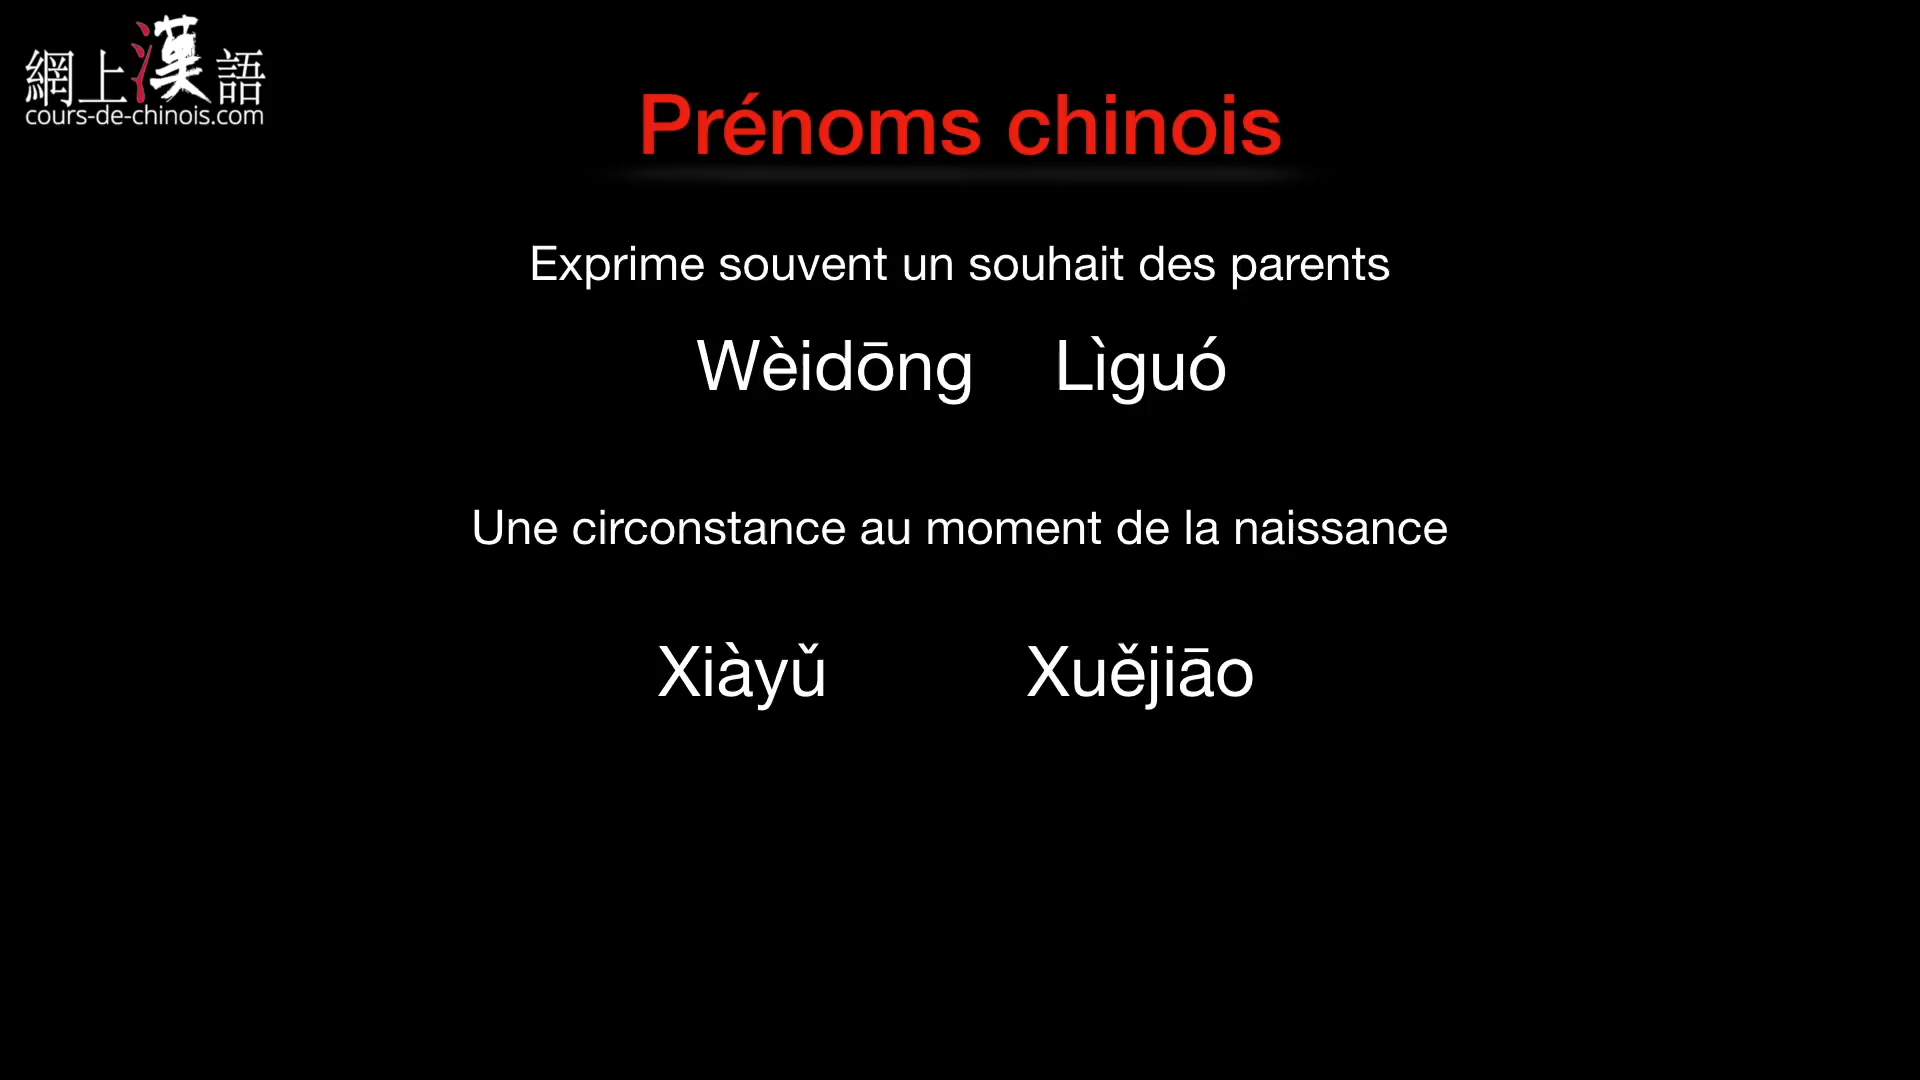 網上漢語
cours-de-chinois.com
Prénoms chinois
Exprime souvent un souhait des parents
Wèidōng Lìguó
Une circonstance au moment de la naissance
Xiàyǔ Xuějiāo